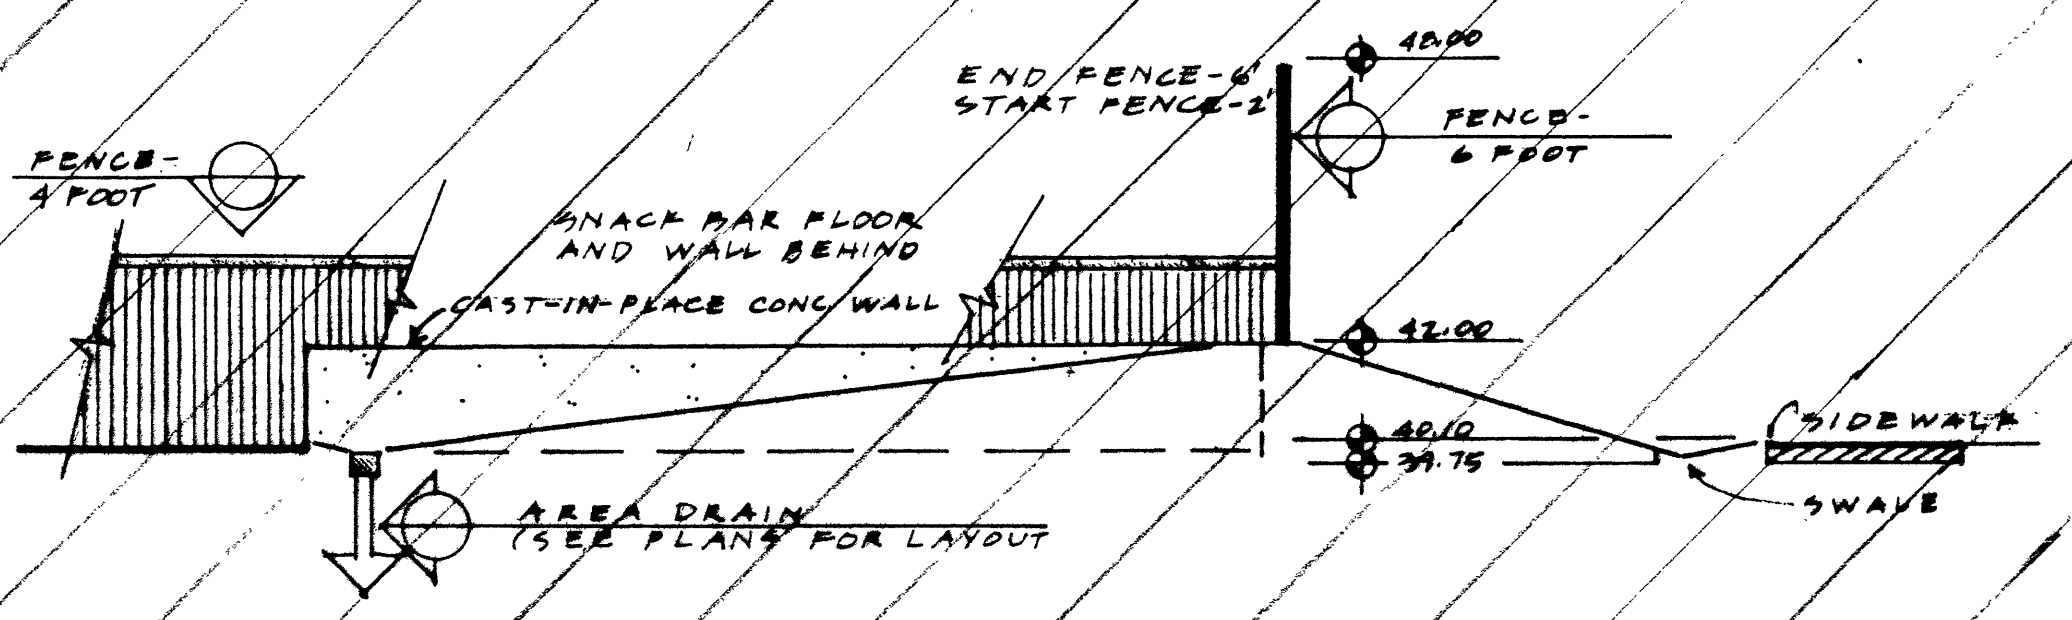 48.00
END FENCE-6'
START FENCE-2'
FENCE-
6 FOOT
FENCE-
4 FOOT
SNACK BAR FLOOR
AND WALL BEHIND
CAST-IN-PLACE CONC WALL
42.00
40.10
39.75
SIDEWALK
SWALE
AREA DRAIN
(SEE PLANS FOR LAYOUT